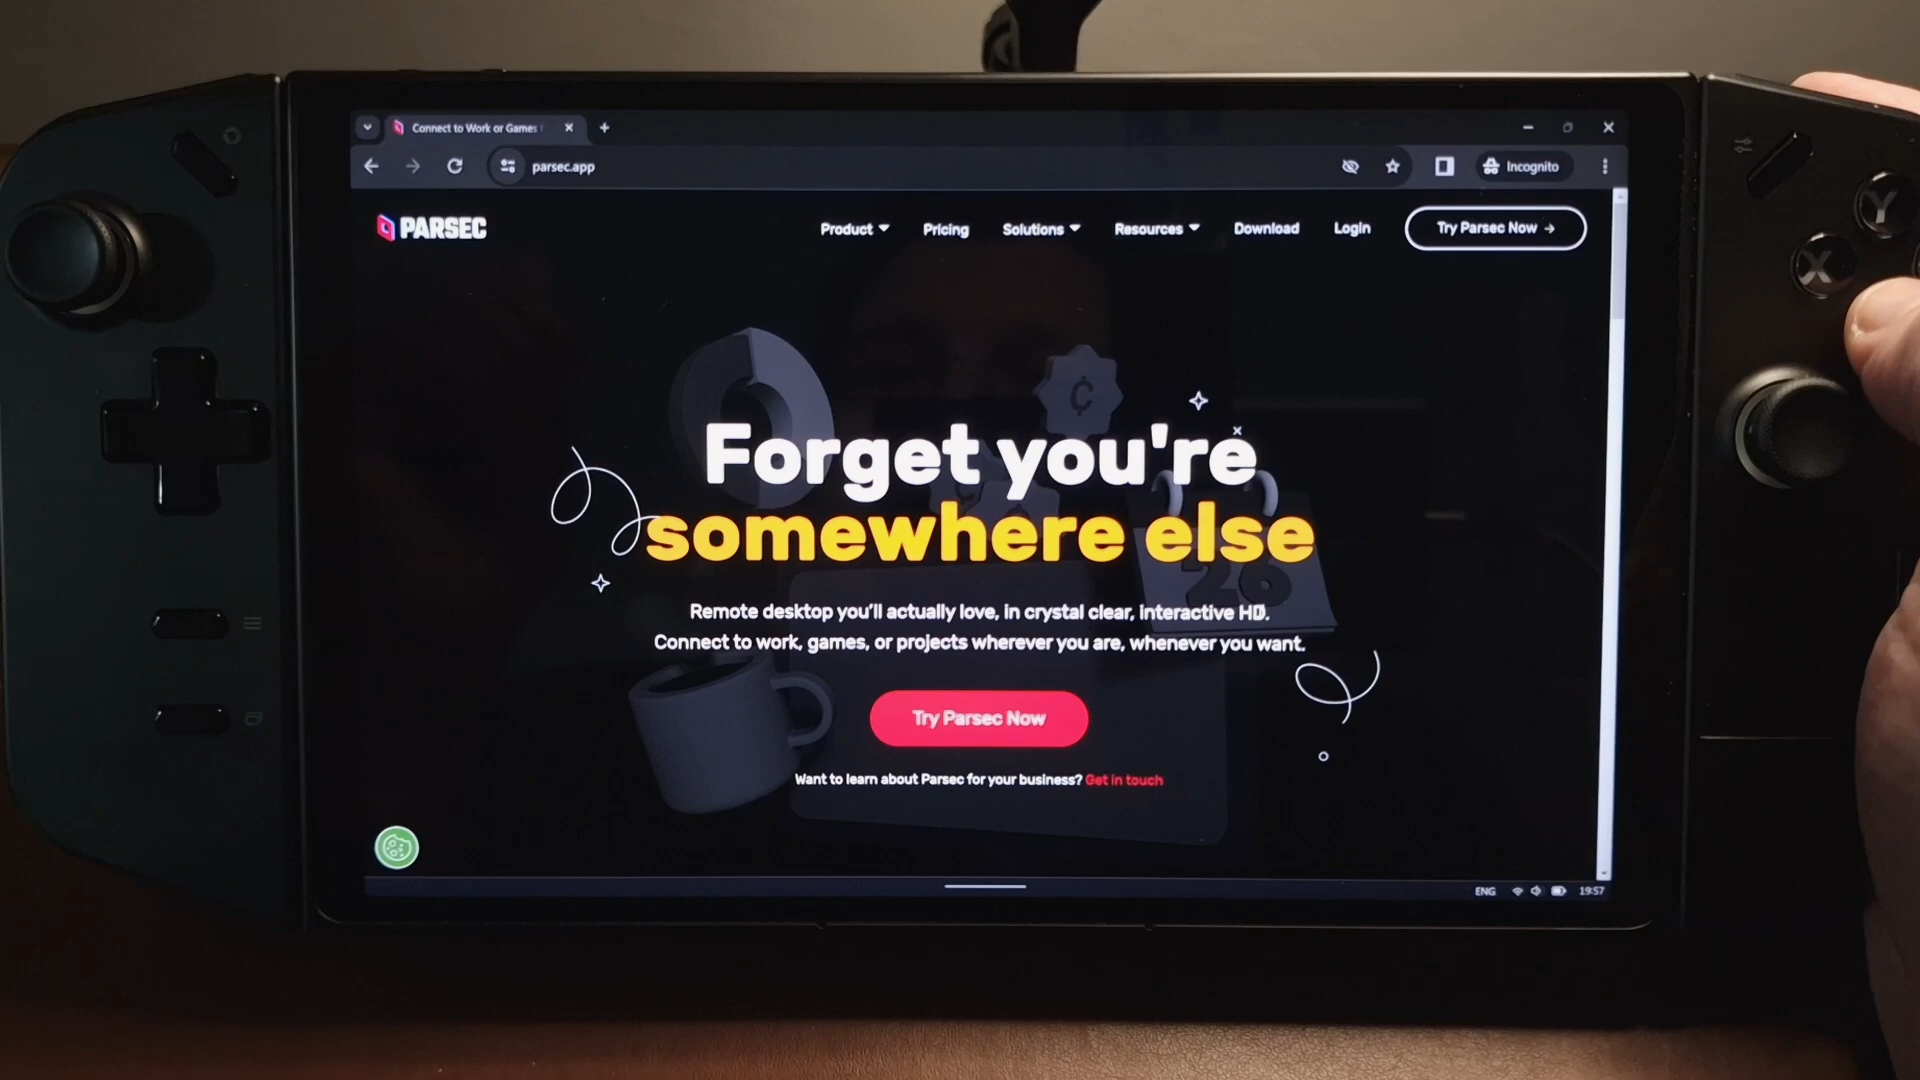 Connect to Work or Games
parsec.app
Incognito
PARSEC
Product
Pricing
Solutions
Resources
Download
Login
Try Parsec Now →
Y
X
¢
Forget you're
somewhere else
26
Remote desktop you'll actually love, in crystal clear, interactive HD.
Connect to work, games, or projects wherever you are, whenever you want.
Try Parsec Now
Want to learn about Parsec for your business? Get in touch
ENG
19:57